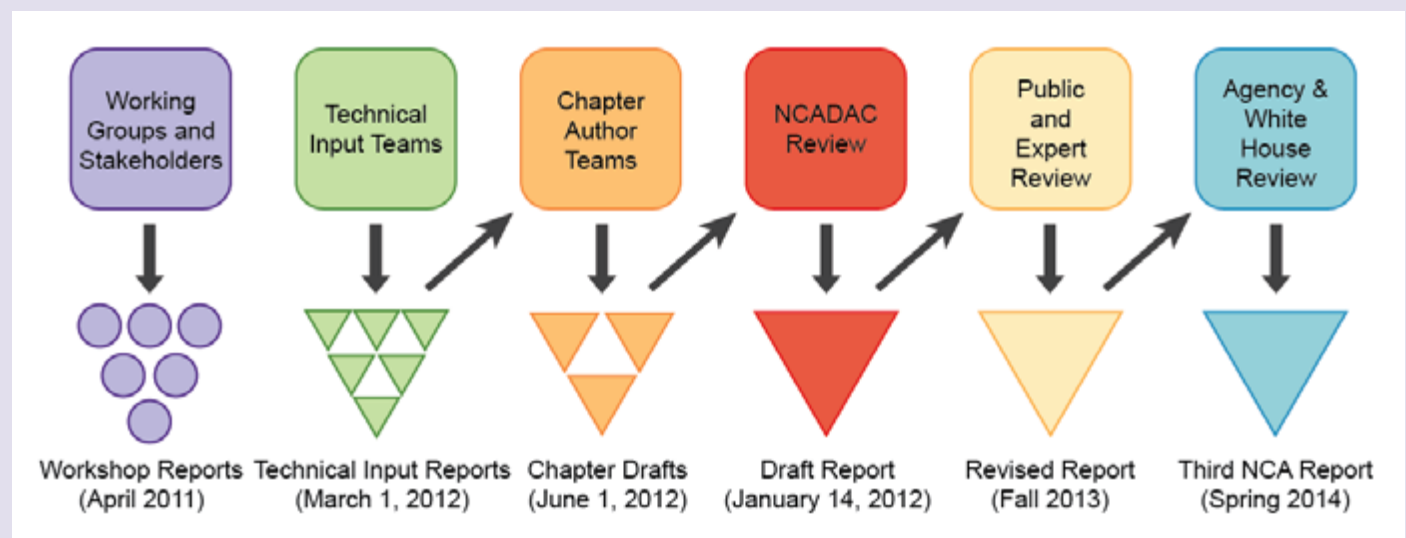 Working
Groups and
Stakeholders
Technical
Input Teams
Chapter
Author
Teams
NCADAC
Review
Public
and
Expert
Review
Agency &
White
House
Review
Workshop Reports
(April 2011)
Technical Input Reports
(March 1, 2012)
Chapter Drafts
(June 1, 2012)
Draft Report
(January 14, 2012)
Revised Report
(Fall 2013)
Third NCA Report
(Spring 2014)